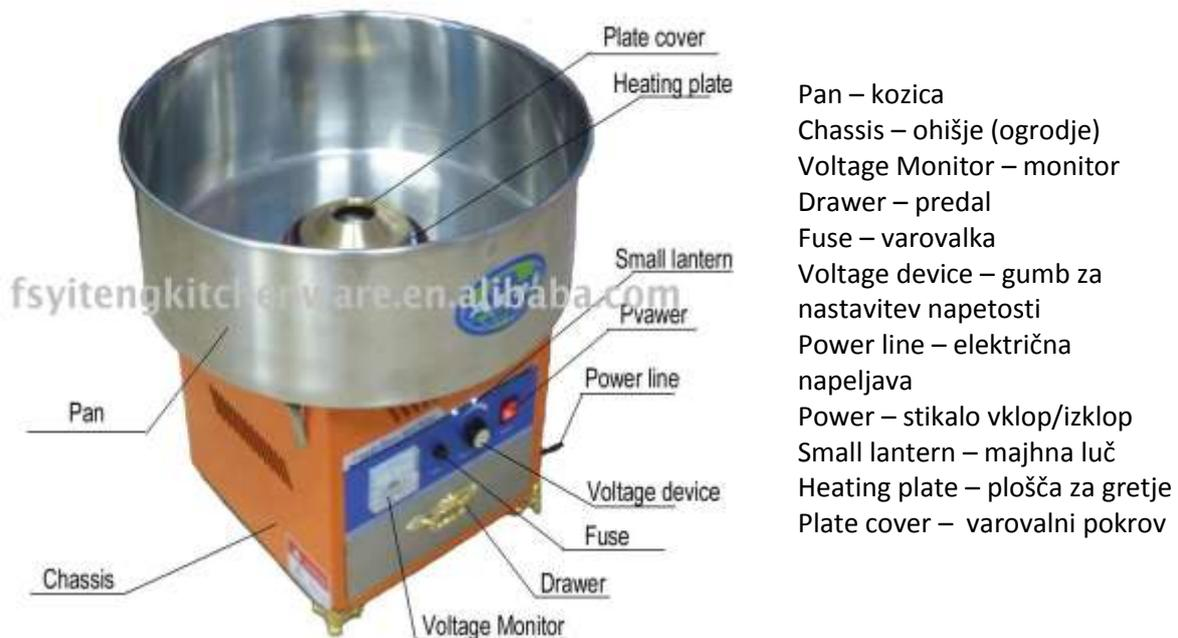 Plate cover
Heating plate
Small lantern
fsyitengkitchenware.en.alibaba.com
Pvawer
Power line
Pan
Voltage device
Fuse
Chassis
Drawer
Voltage Monitor
Pan – kozica
Chassis – ohišje (ogrodje)
Voltage Monitor – monitor
Drawer – predal
Fuse – varovalka
Voltage device – gumb za
nastavitev napetosti
Power line – električna
napeljava
Power – stikalo vklop/izklop
Small lantern – majhna luč
Heating plate – plošča za gretje
Plate cover –  varovalni pokrov